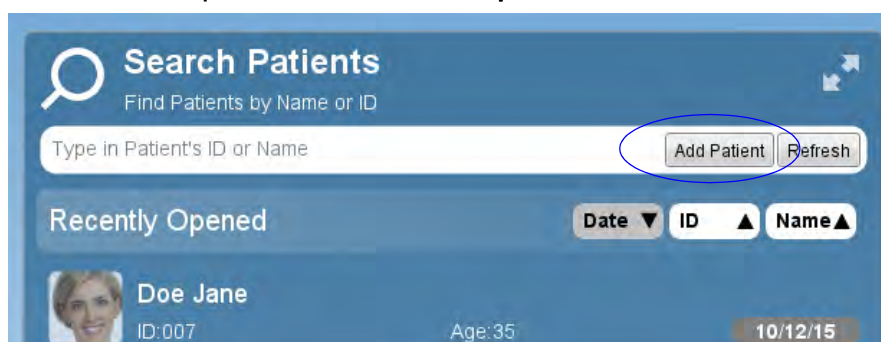 Search Patients
Find Patients by Name or ID
Type in Patient's ID or Name Add Patient Refresh
Recently Opened Date ▼ ID ▲ Name▲
Doe Jane
ID:007 Age:35 10/12/15